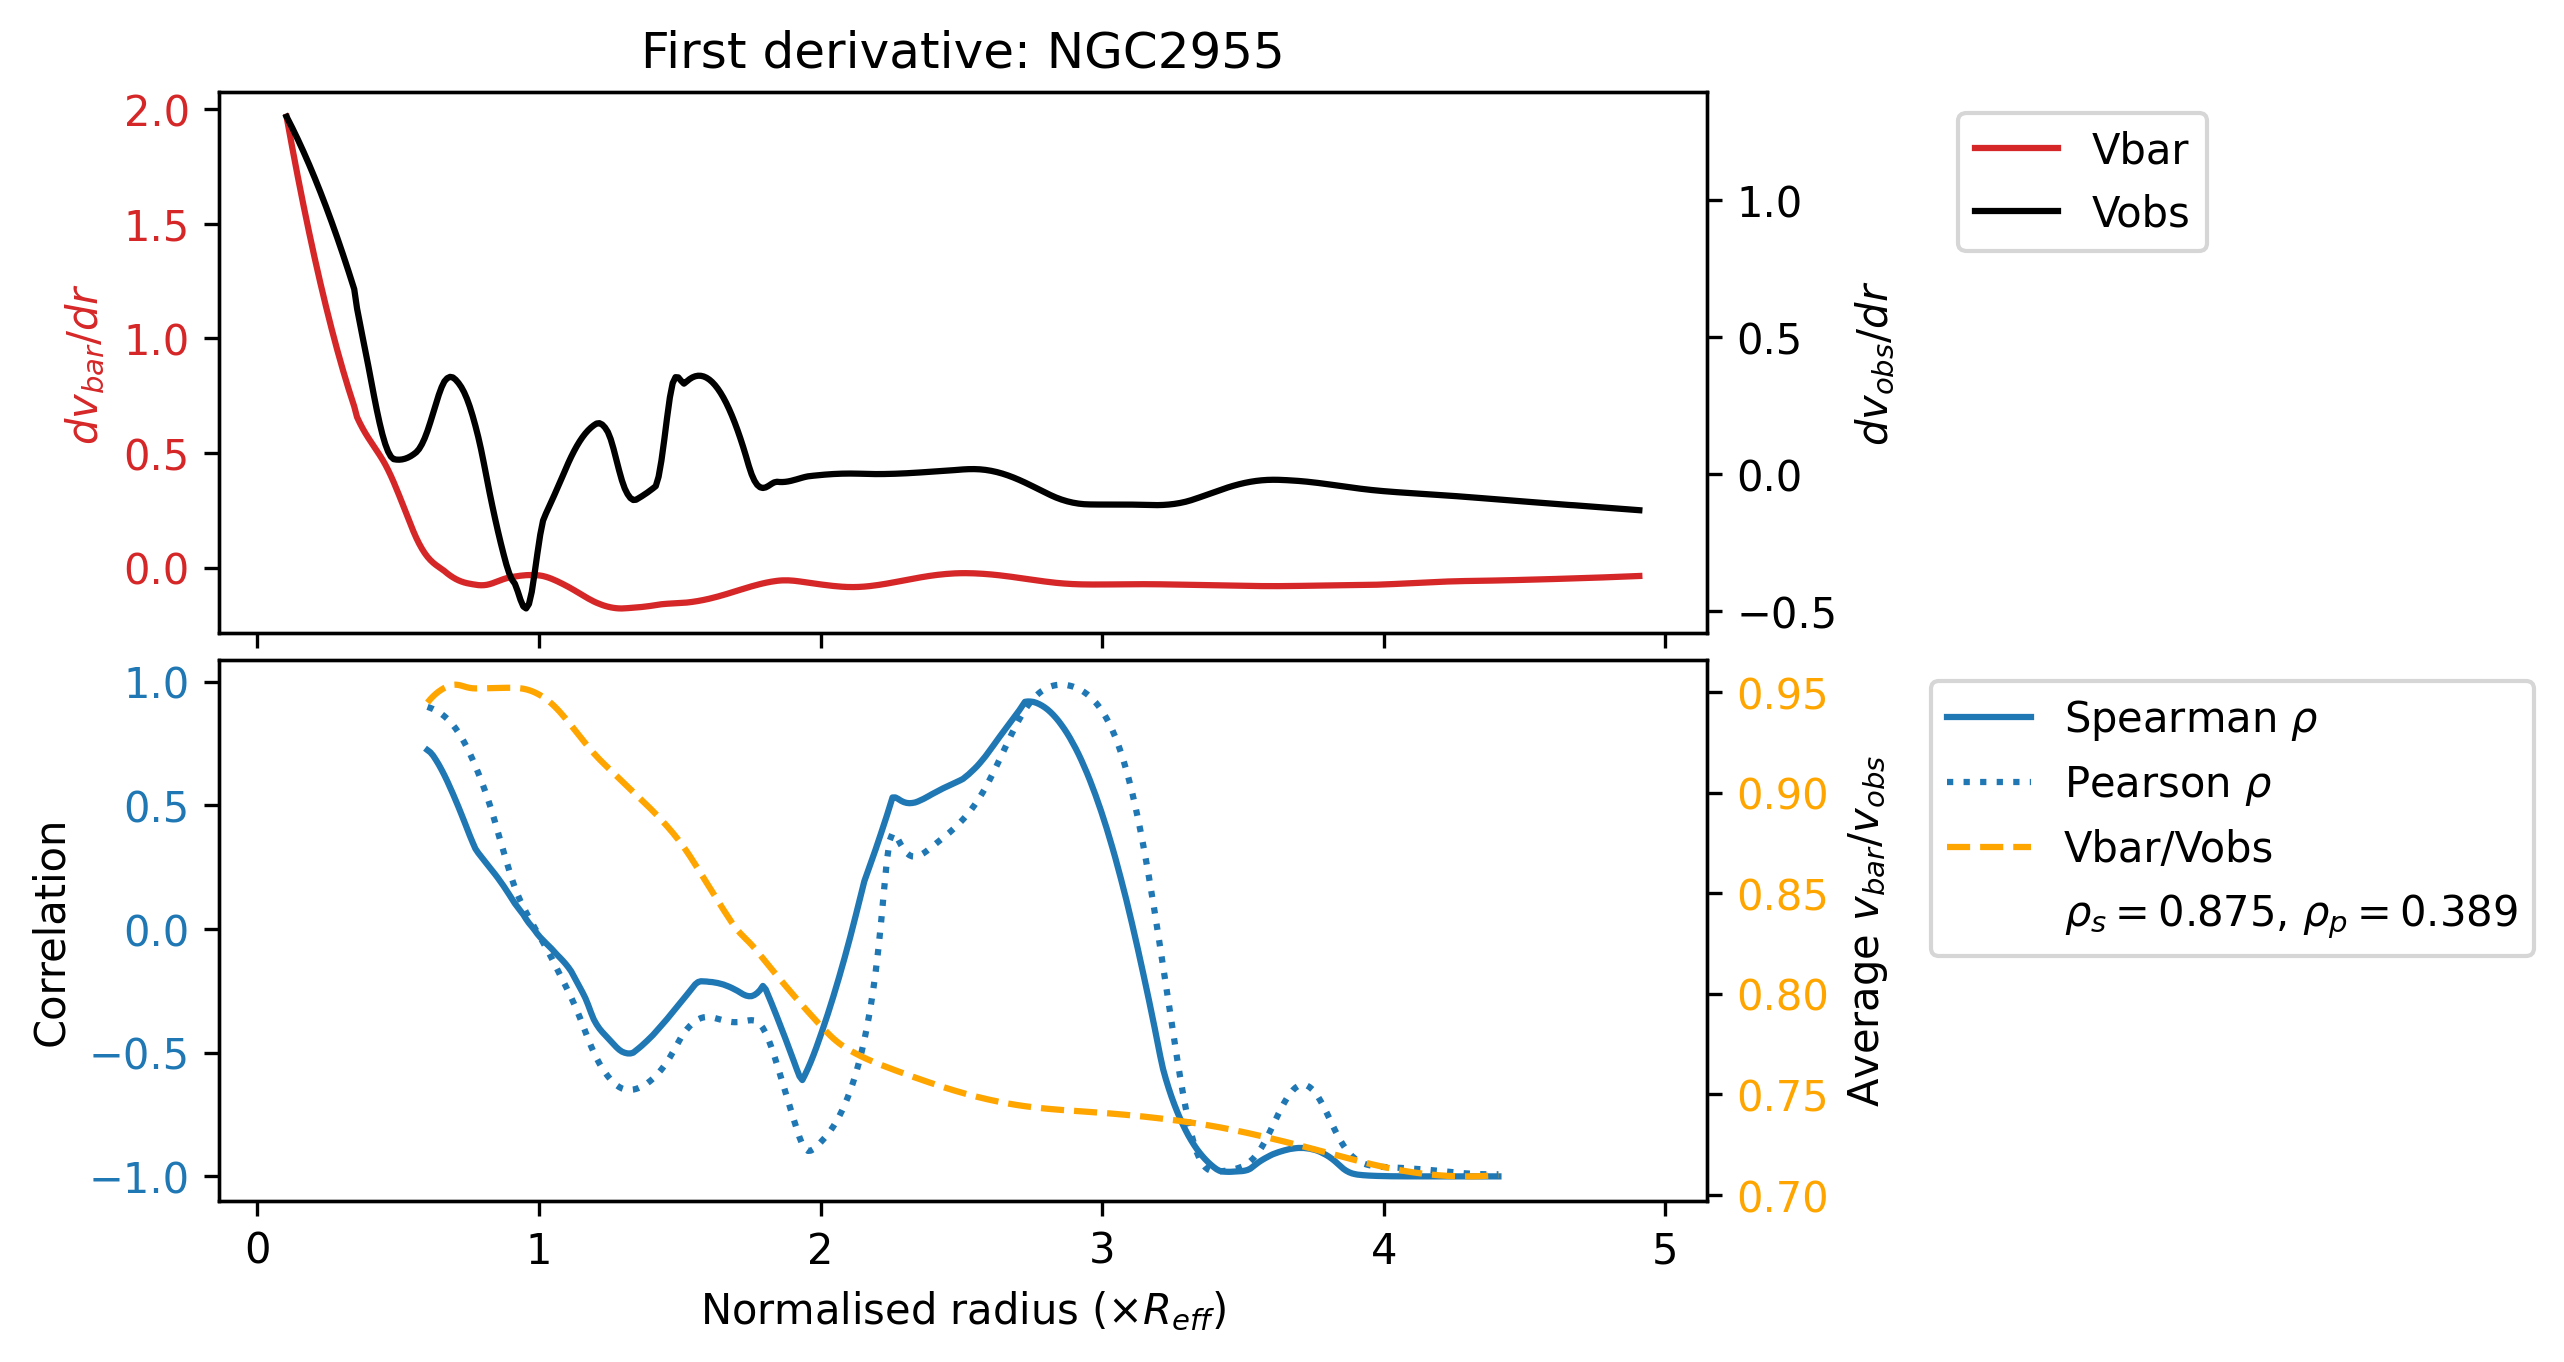 First derivative: NGC2955
2.0
1.5
1.0
0.5
0.0
dv_bar/dr
1.0
0.5
0.0
−0.5
dv_obs/dr
Vbar
Vobs
1.0
0.5
0.0
−0.5
−1.0
Correlation
0.95
0.90
0.85
0.80
0.75
0.70
Average v_bar/v_obs
Spearman ρ
Pearson ρ
Vbar/Vobs
ρ_s = 0.875, ρ_p = 0.389
0 1 2 3 4 5
Normalised radius (×R_eff)